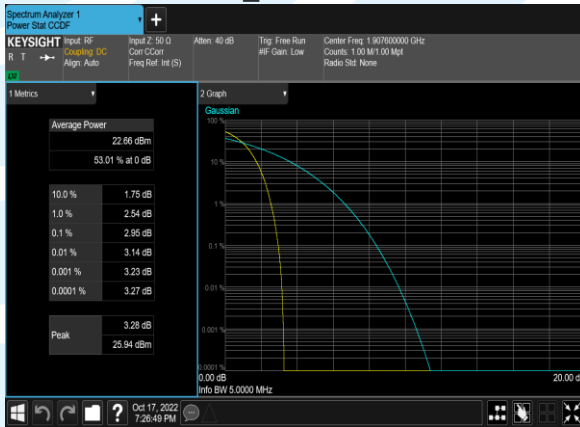 Spectrum Analyzer 1
Power Stat CCDF
+
KEYSIGHT
R T
Input: RF
Coupling: DC
Align: Auto
Input Z: 50 Ω
Corr CCorr
Freq Ref: Int (S)
Atten: 40 dB
Trig: Free Run
#IF Gain: Low
Center Freq: 1.907600000 GHz
Counts: 1.00 M/1.00 Mpt
Radio Std: None
1 Metrics
Average Power
22.66 dBm
53.01 % at 0 dB
10.0 % 1.75 dB
1.0 % 2.54 dB
0.1 % 2.95 dB
0.01 % 3.14 dB
0.001 % 3.23 dB
0.0001 % 3.27 dB
Peak
3.28 dB
25.94 dBm
2 Graph
Gaussian
100 %
10 %
1 %
0.1 %
0.01 %
0.001 %
0.0001 %
0.00 dB
20.00 d
Info BW 5.0000 MHz
?
Oct 17, 2022
7:26:49 PM